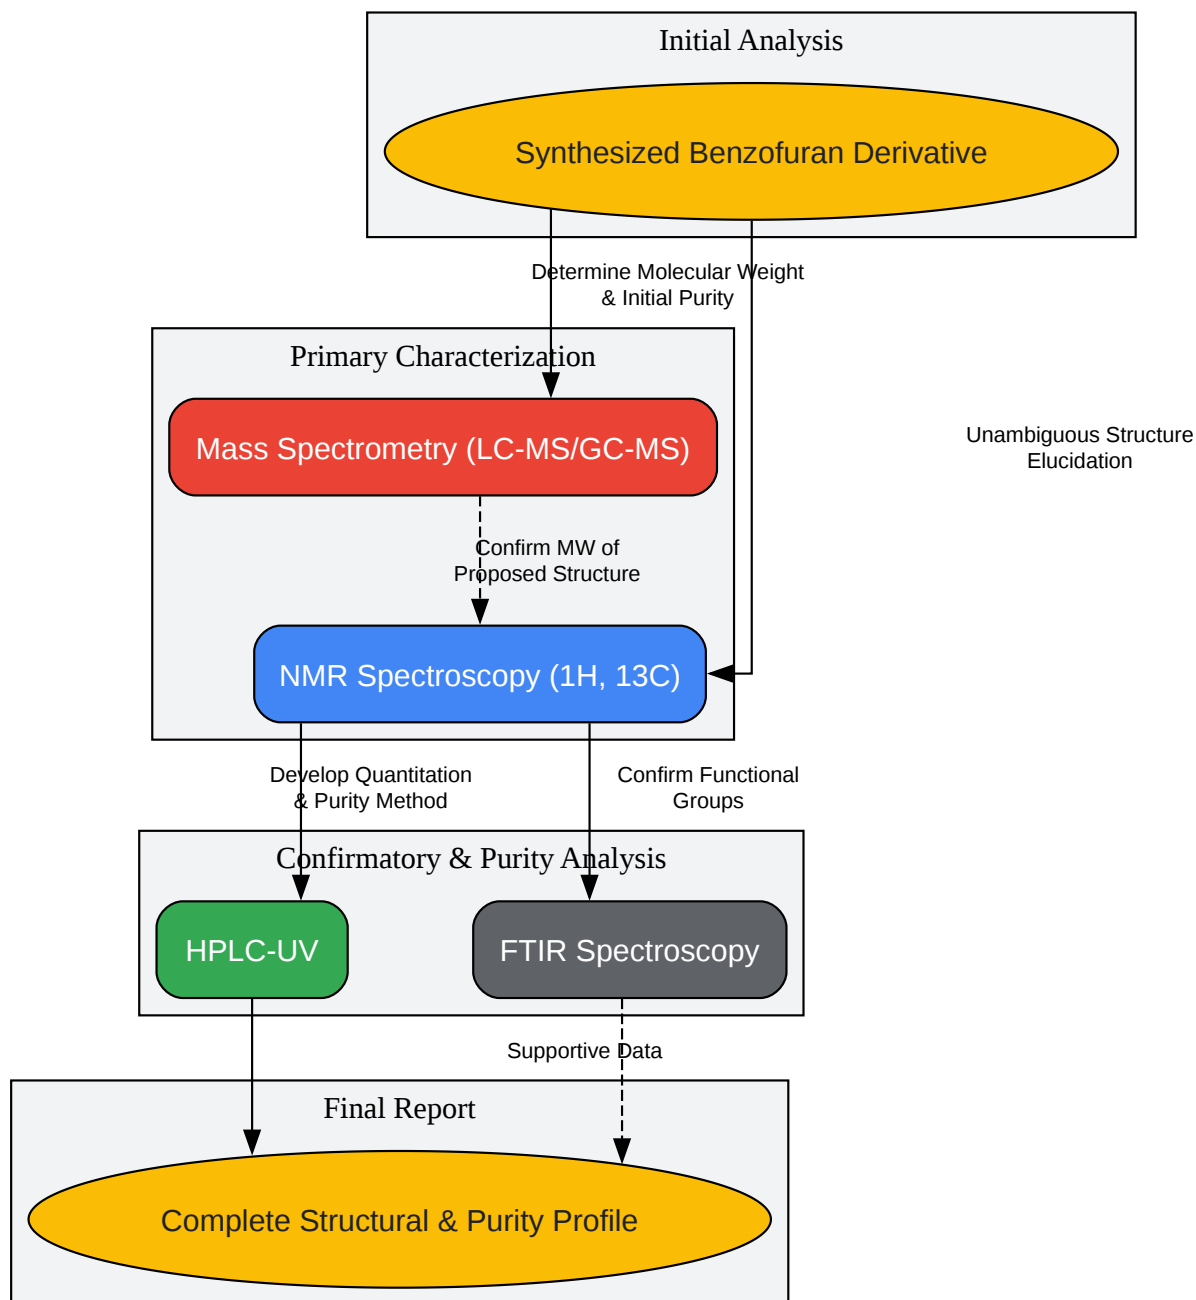 Initial Analysis
Synthesized Benzofuran Derivative
Determine Molecular Weight
& Initial Purity
Primary Characterization
Unambiguous Structure
Elucidation
Mass Spectrometry (LC-MS/GC-MS)
Confirm MW of
Proposed Structure
NMR Spectroscopy (1H, 13C)
Develop Quantitation
& Purity Method
Confirm Functional
Groups
Confirmatory & Purity Analysis
HPLC-UV
FTIR Spectroscopy
Supportive Data
Final Report
Complete Structural & Purity Profile